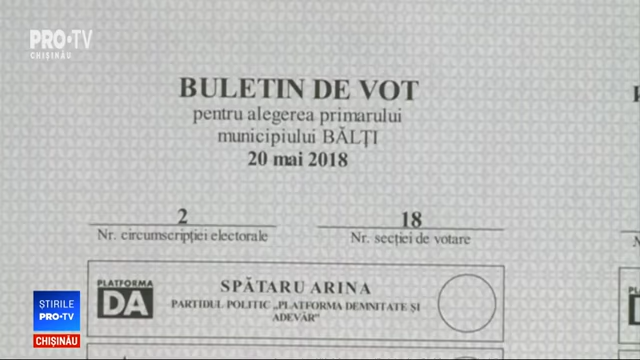 PRO•TV
CHIȘINĂU
BULETIN DE VOT
pentru alegerea primarului
municipiului BĂLȚI
20 mai 2018
2
18
Nr. circumscripției electorale
Nr. secției de votare
PLATFORMA
DA
SPĂTARU ARINA
PARTIDUL POLITIC „PLATFORMA DEMNITATE ȘI
ADEVĂR”
ȘTIRILE
PRO•TV
CHIȘINĂU